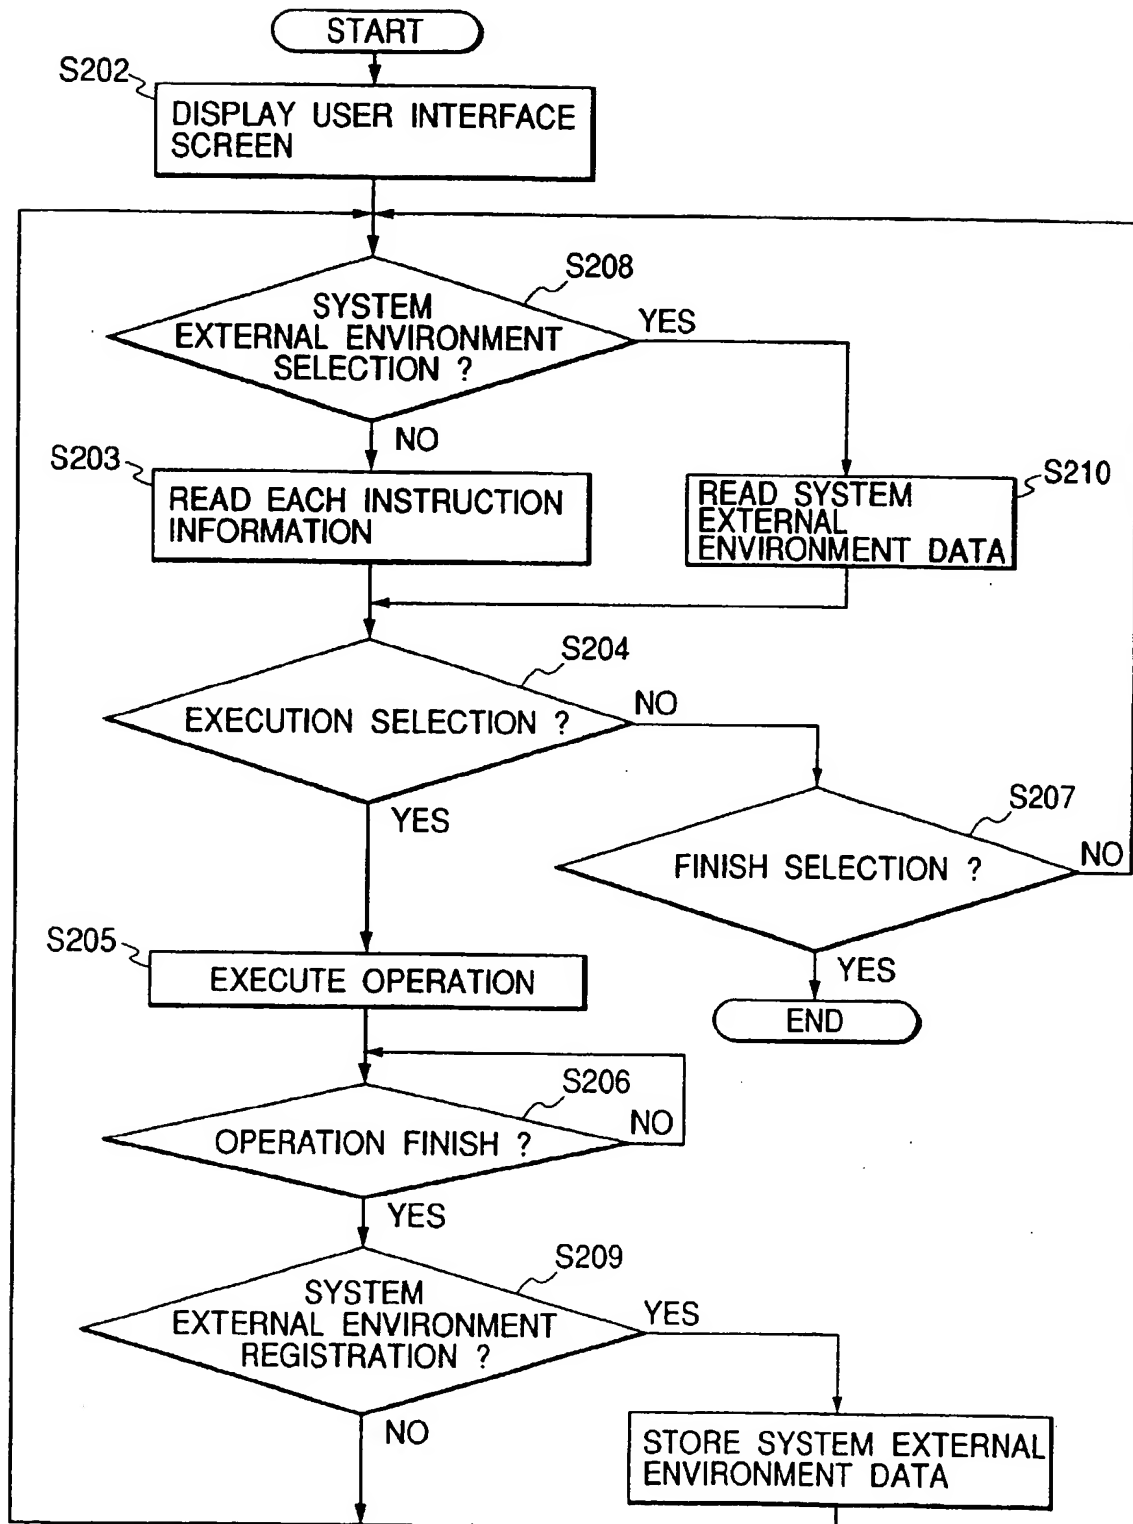 START
S202
DISPLAY USER INTERFACE
SCREEN
S208
SYSTEM
EXTERNAL ENVIRONMENT
SELECTION ?
YES
NO
S203
READ EACH INSTRUCTION
INFORMATION
S210
READ SYSTEM
EXTERNAL
ENVIRONMENT DATA
S204
EXECUTION SELECTION ?
NO
YES
S207
FINISH SELECTION ?
NO
YES
END
S205
EXECUTE OPERATION
S206
OPERATION FINISH ?
NO
YES
S209
SYSTEM
EXTERNAL ENVIRONMENT
REGISTRATION ?
YES
NO
STORE SYSTEM EXTERNAL
ENVIRONMENT DATA